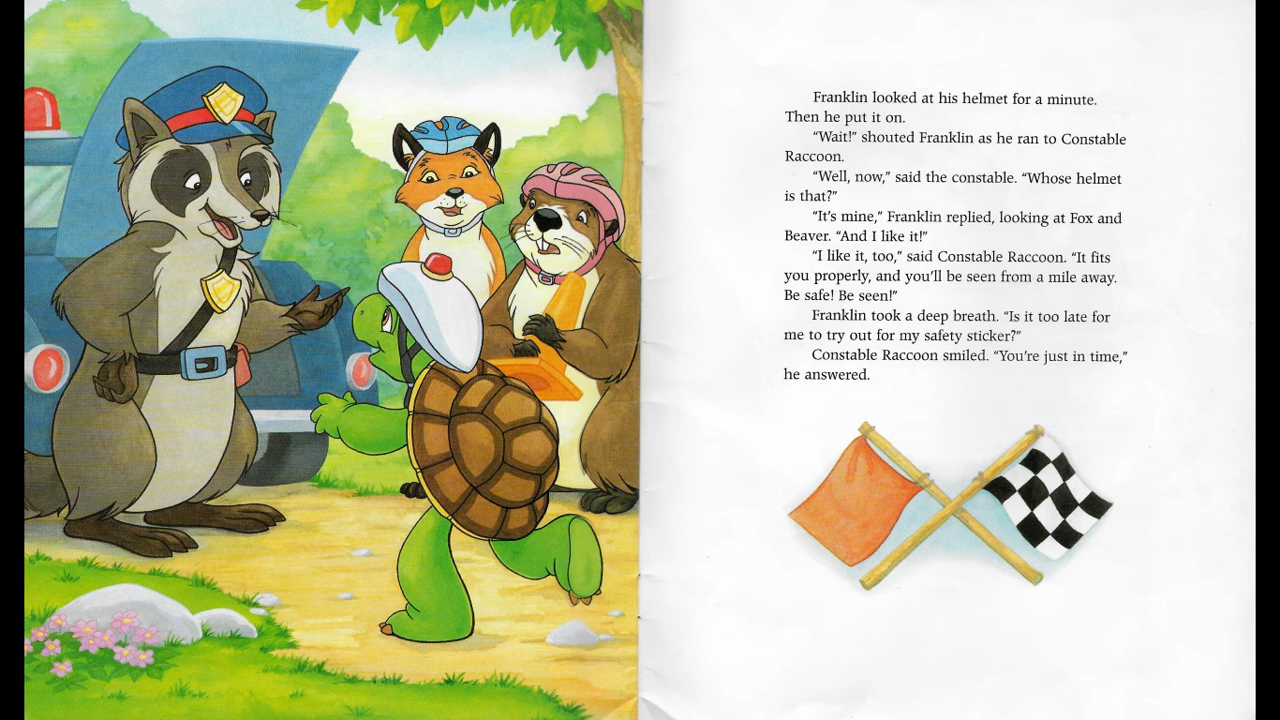 Franklin looked at his helmet for a minute.
Then he put it on.
“Wait!” shouted Franklin as he ran to Constable
Raccoon.
“Well, now,” said the constable. “Whose helmet
is that?”
“It’s mine,” Franklin replied, looking at Fox and
Beaver. “And I like it!”
“I like it, too,” said Constable Raccoon. “It fits
you properly, and you’ll be seen from a mile away.
Be safe! Be seen!”
Franklin took a deep breath. “Is it too late for
me to try out for my safety sticker?”
Constable Raccoon smiled. “You’re just in time,”
he answered.